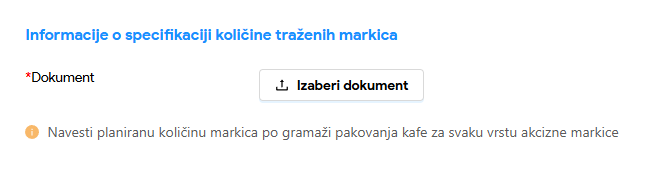 Informacije o specifikaciji količine traženih markica
*Dokument
Izaberi dokument
Navesti planiranu količinu markica po gramaži pakovanja kafe za svaku vrstu akcizne markice